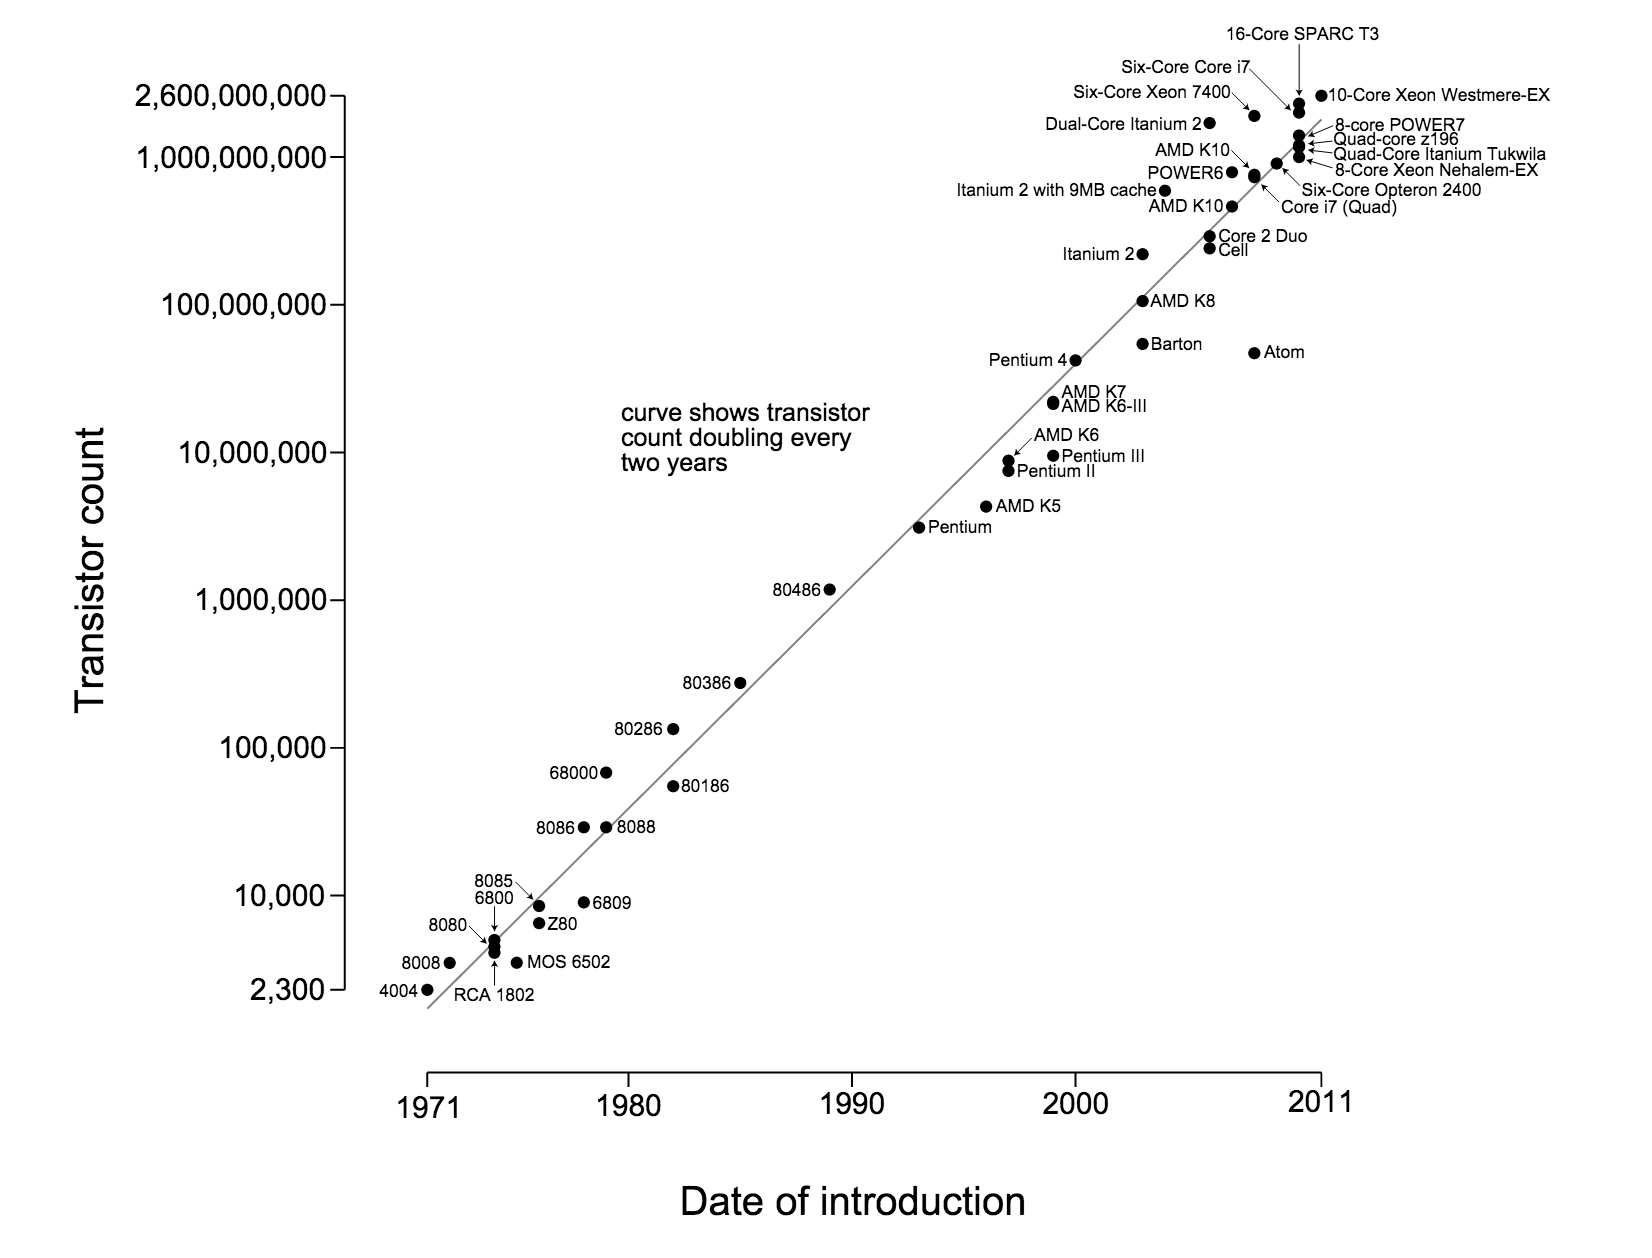 16-Core SPARC T3
Six-Core Core i7
Six-Core Xeon 7400
10-Core Xeon Westmere-EX
2,600,000,000
Dual-Core Itanium 2
8-core POWER7
Quad-core z196
Quad-Core Itanium Tukwila
8-Core Xeon Nehalem-EX
1,000,000,000
AMD K10
POWER6
Itanium 2 with 9MB cache
Six-Core Opteron 2400
AMD K10
Core i7 (Quad)
Core 2 Duo
Cell
Itanium 2
100,000,000
AMD K8
Barton
Atom
Pentium 4
AMD K7
AMD K6-III
curve shows transistor
count doubling every
two years
AMD K6
10,000,000
Pentium III
Pentium II
AMD K5
Pentium
Transistor count
1,000,000
80486
80386
80286
100,000
68000
80186
8086
8088
8085
6800
10,000
6809
8080
Z80
8008
MOS 6502
2,300
4004
RCA 1802
1971
1980
1990
2000
2011
Date of introduction